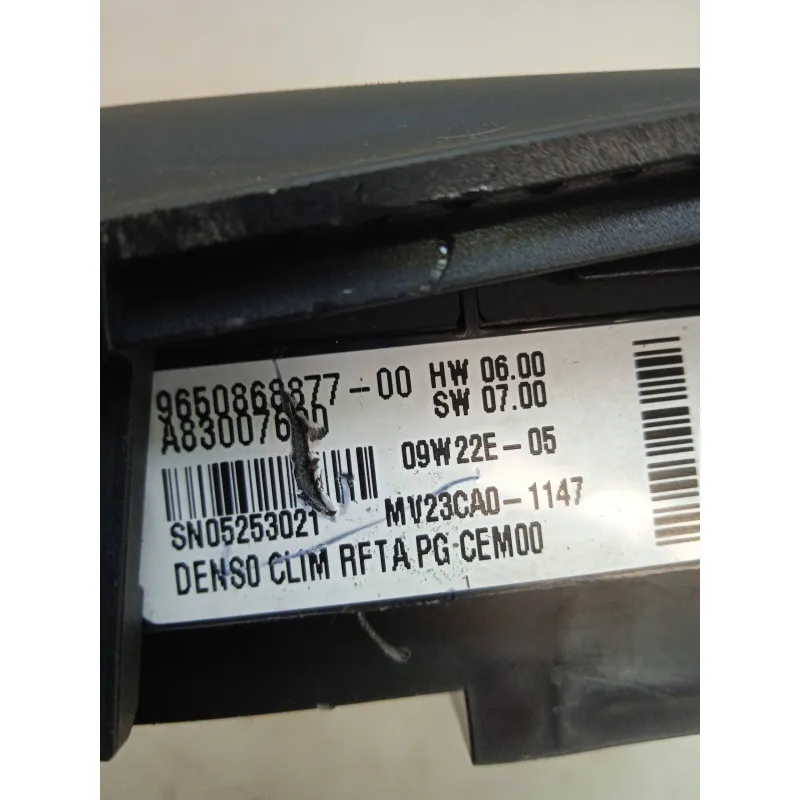 9650868877-00 HW 06.00
SW 07.00
09W22E-05
SN05253021 MV23CA0-1147
DENSO CLIM RFTA PG-CEM00